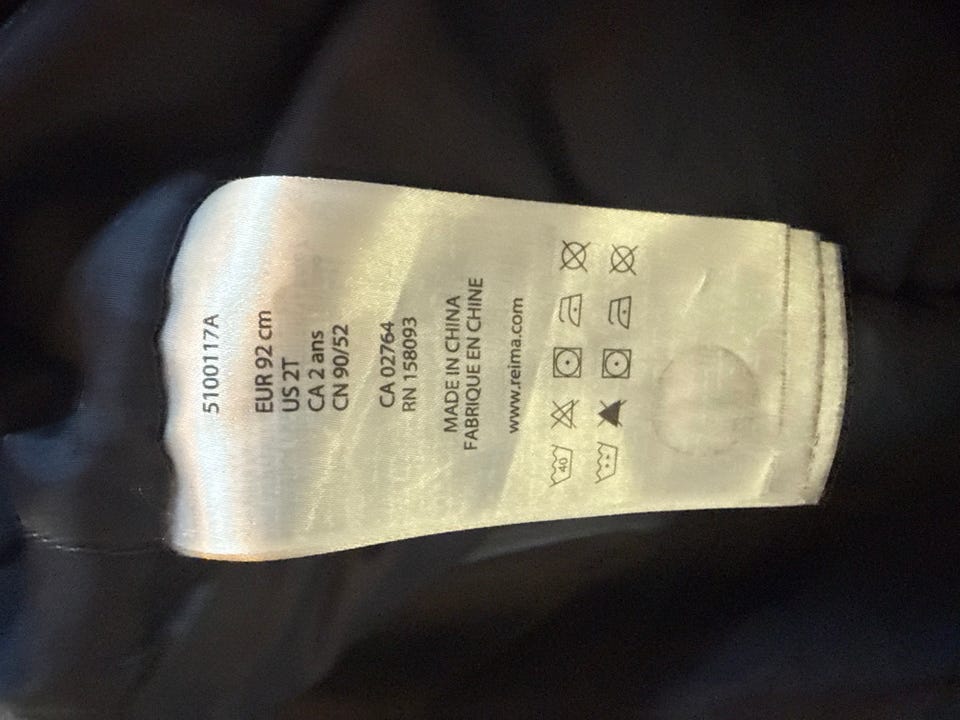 5100117A
EUR 92 cm
US 2T
CA 2 ans
CN 90/52
CA 02764
RN 158093
MADE IN CHINA
FABRIQUE EN CHINE
www.reima.com
40